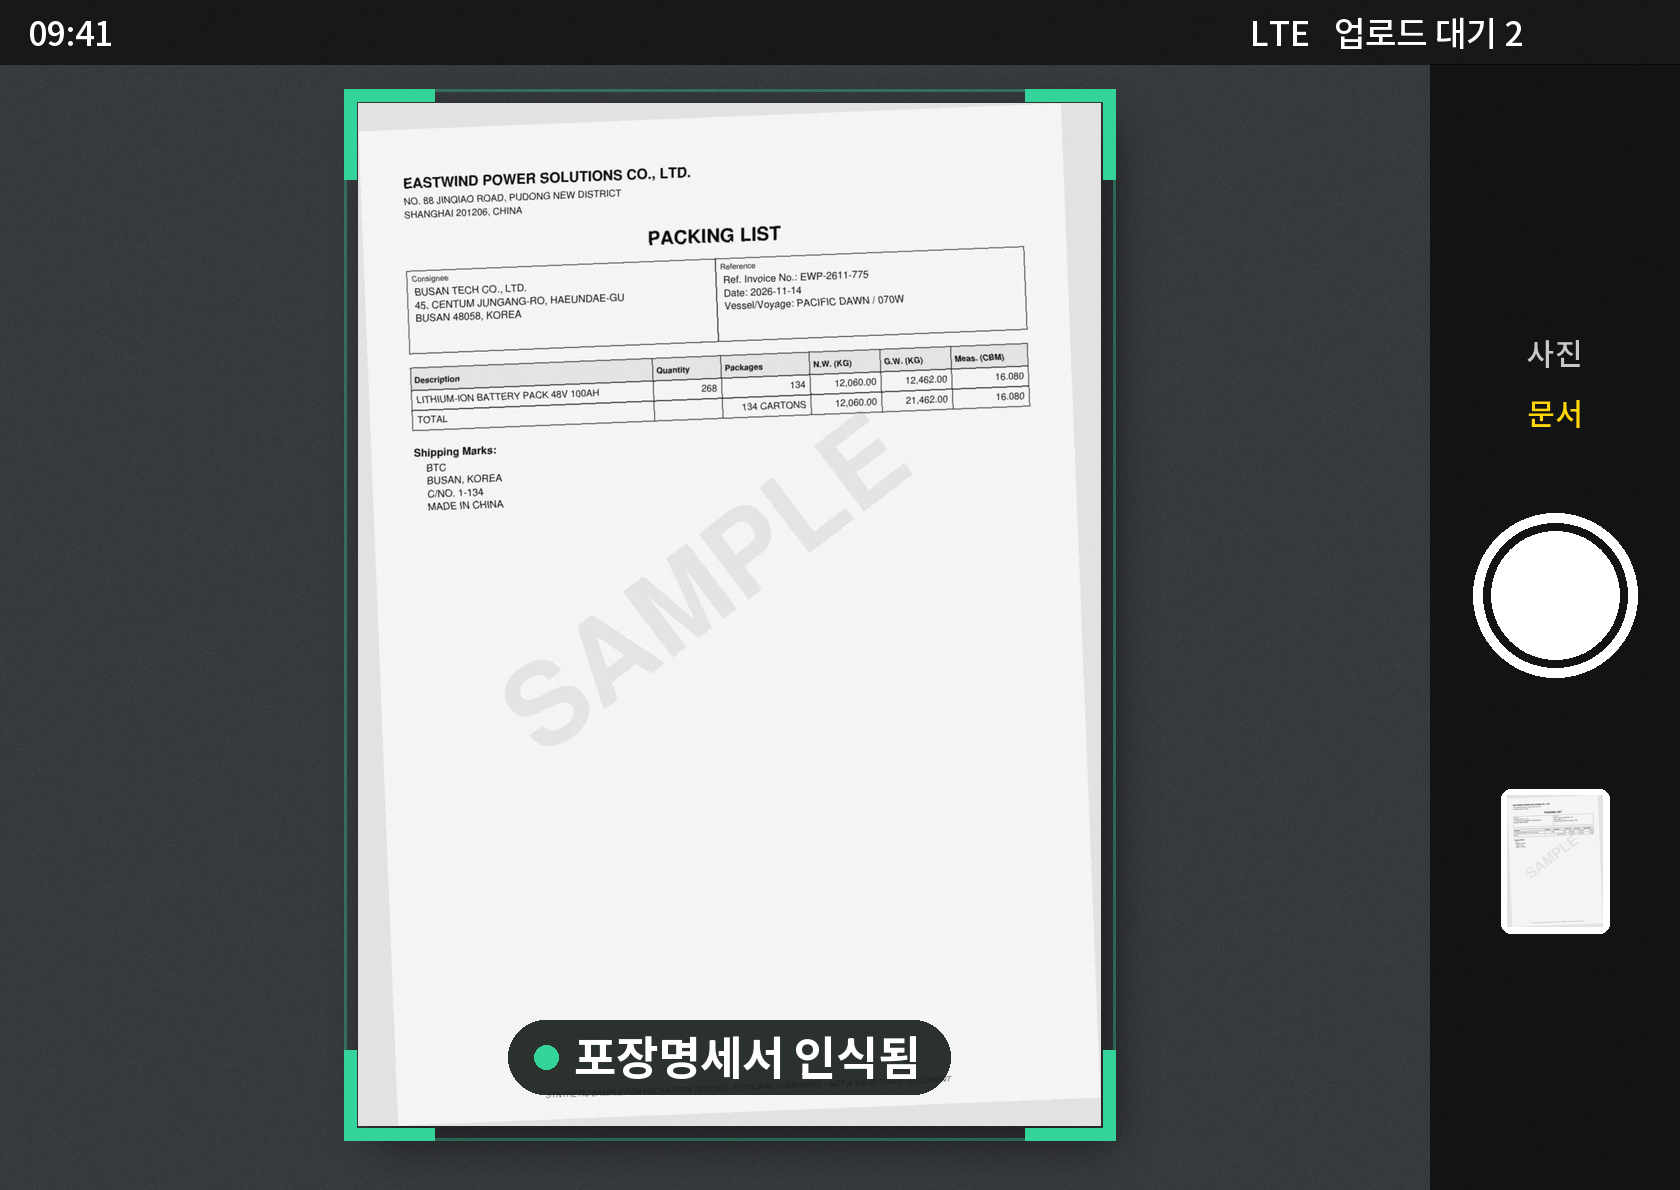 09:41
LTE 업로드 대기 2
EASTWIND POWER SOLUTIONS CO., LTD.
NO. 88 JINQIAO ROAD, PUDONG NEW DISTRICT
SHANGHAI 201206, CHINA
PACKING LIST
Consignee
BUSAN TECH CO., LTD.
45, CENTUM JUNGANG-RO, HAEUNDAE-GU
BUSAN 48058, KOREA
Reference
Ref. Invoice No.: EWP-2611-775
Date: 2026-11-14
Vessel/Voyage: PACIFIC DAWN / 070W
Description Quantity Packages N.W. (KG) G.W. (KG) Meas. (CBM)
LITHIUM-ION BATTERY PACK 48V 100AH 268 134 12,060.00 12,462.00 16.080
TOTAL 134 CARTONS 12,060.00 21,462.00 16.080
Shipping Marks:
BTC
BUSAN, KOREA
C/NO. 1-134
MADE IN CHINA
SAMPLE
포장명세서 인식됨
사진
문서
SAMPLE